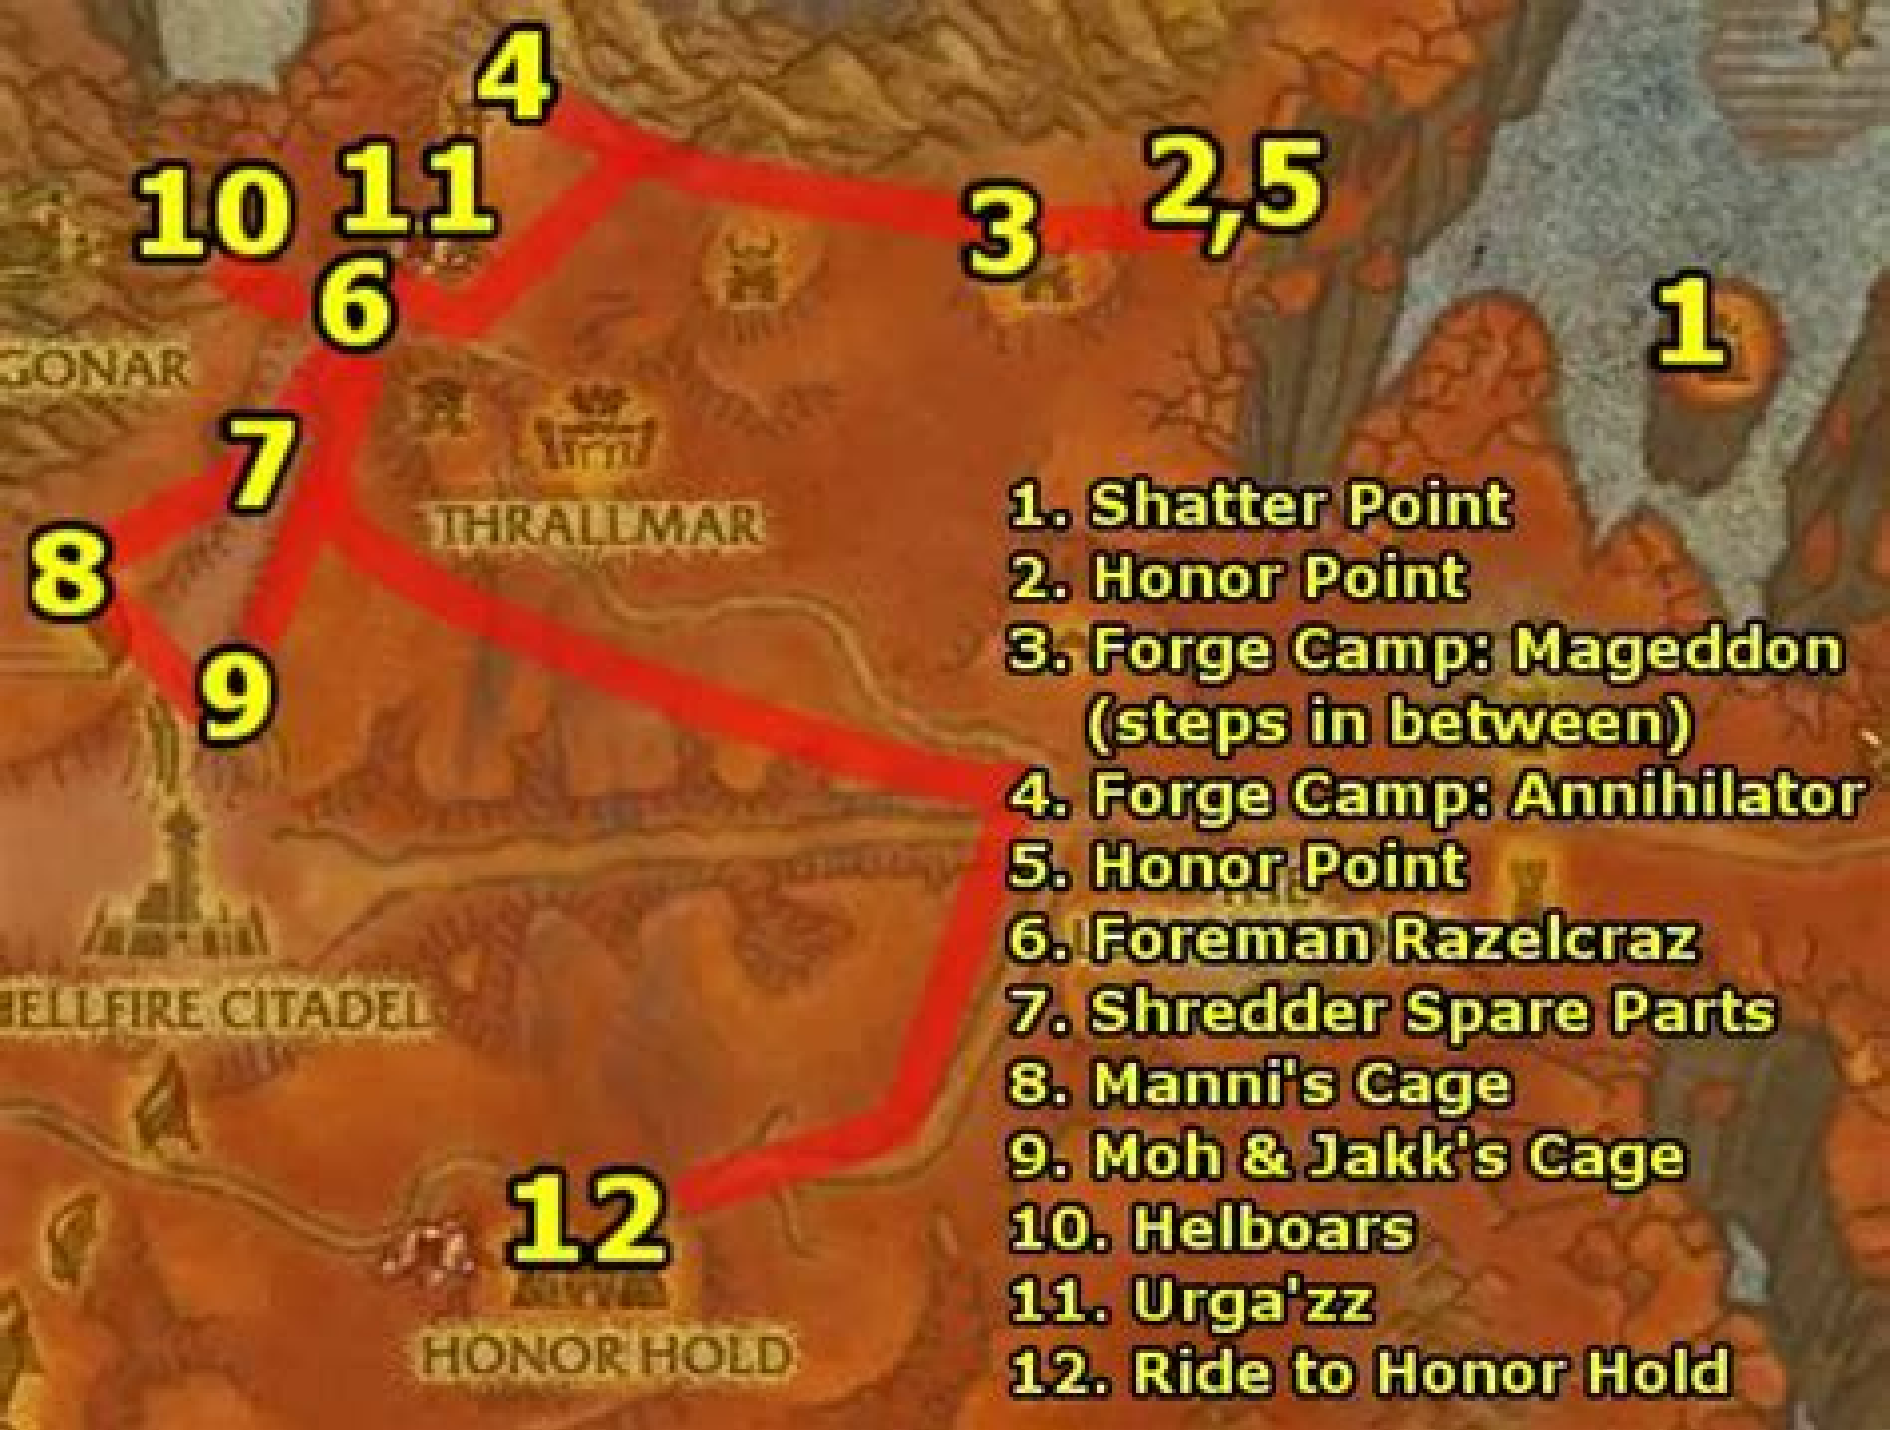 4
10
11
2,5
3
6
1
GONAR
7
THRALLMAR
8
9
HELLFIRE CITADEL
12
HONOR HOLD
1. Shatter Point
2. Honor Point
3. Forge Camp: Mageddon
(steps in between)
4. Forge Camp: Annihilator
5. Honor Point
6. Foreman Razelcraz
7. Shredder Spare Parts
8. Manni's Cage
9. Moh & Jakk's Cage
10. Helboars
11. Urga'zz
12. Ride to Honor Hold